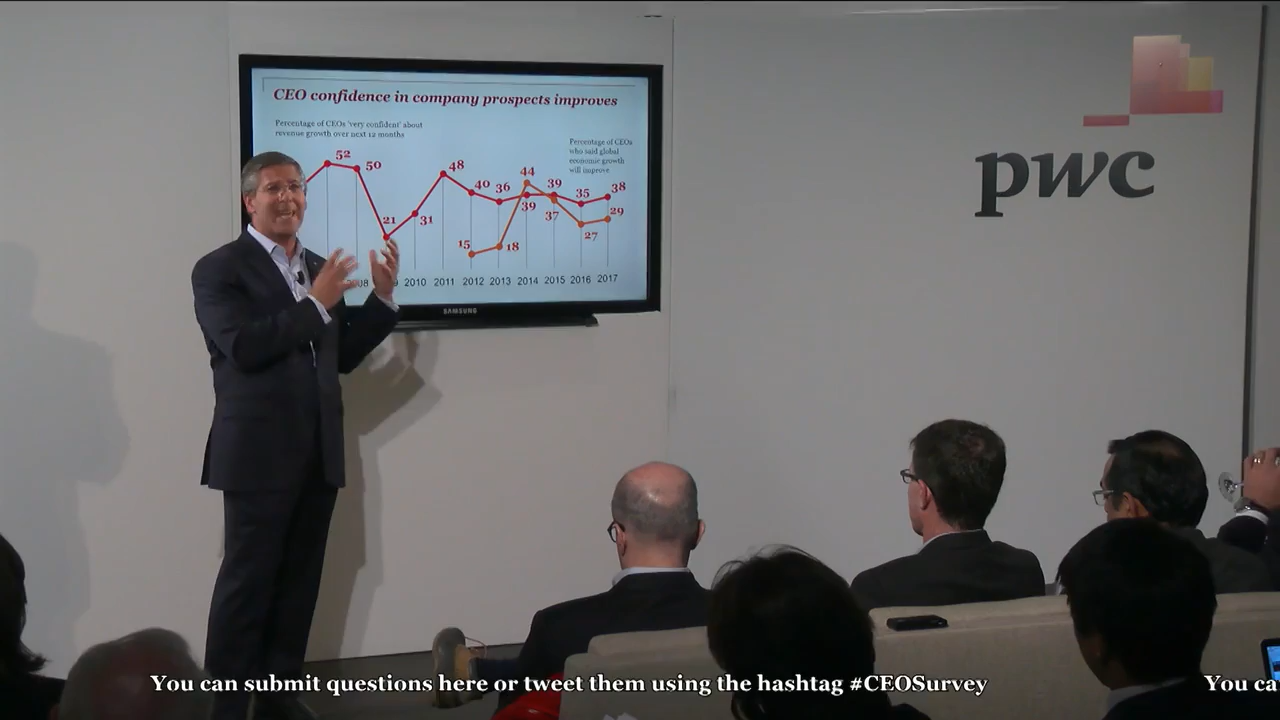 CEO confidence in company prospects improves
Percentage of CEOs 'very confident' about
revenue growth over next 12 months
Percentage of CEOs
who said global
economic growth
will improve
52
50
21
31
48
40
36
44
39
39
37
35
38
15
18
27
29
08
9
2010
2011
2012
2013
2014
2015
2016
2017
SAMSUNG
pwc
You can submit questions here or tweet them using the hashtag #CEOSurvey
You ca